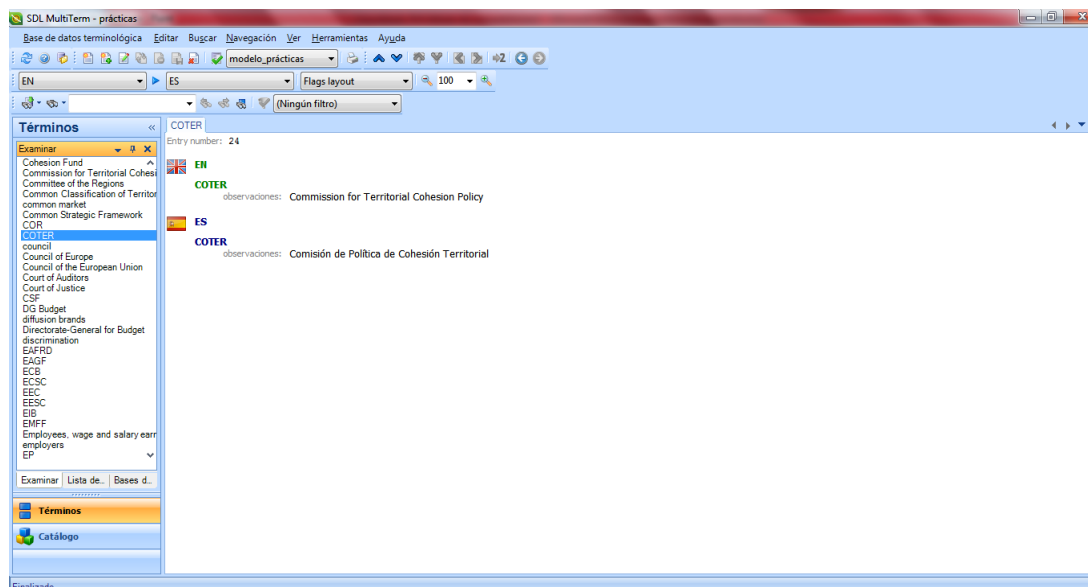 SDL MultiTerm - prácticas
Base de datos terminológica Editar Buscar Navegación Ver Herramientas Ayuda
modelo_prácticas
EN ES Flags layout 100
(Ningún filtro)
Términos
COTER
Examinar
Entry number: 24
Cohesion Fund
Commission for Territorial Cohesi
Committee of the Regions
Common Classification of Territor
common market
Common Strategic Framework
COR
COTER
council
Council of Europe
Council of the European Union
Court of Auditors
Court of Justice
CSF
DG Budget
diffusion brands
Directorate-General for Budget
discrimination
EAFRD
EAGF
ECB
ECSC
EEC
EESC
EIB
EMFF
Employees, wage and salary earr
employers
EP
EN
COTER
observaciones: Commission for Territorial Cohesion Policy
ES
COTER
observaciones: Comisión de Política de Cohesión Territorial
Examinar Lista de... Bases d...
Términos
Catálogo
Finalizado